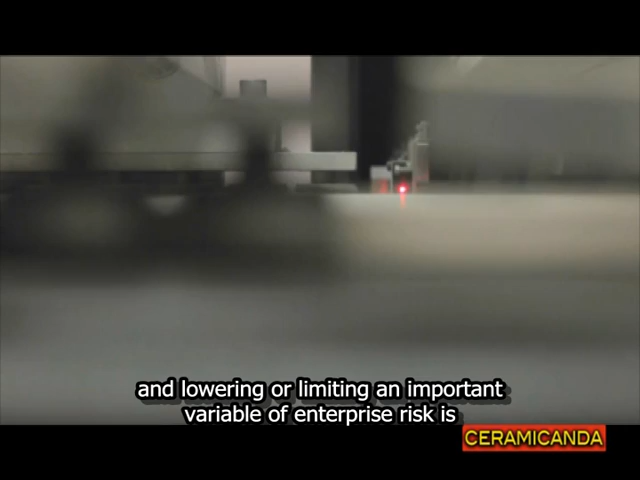 and lowering or limiting an important
variable of enterprise risk is
CERAMICANDA